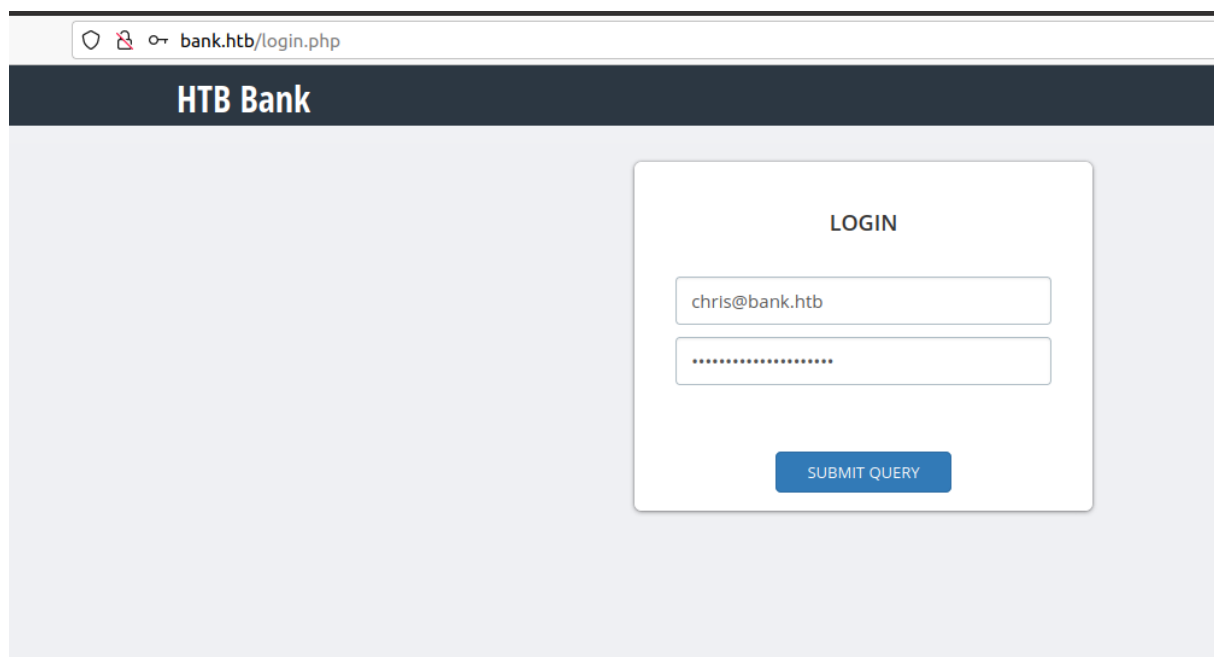 bank.htb/login.php
HTB Bank
LOGIN
chris@bank.htb
•••••••••••••••••••••
SUBMIT QUERY